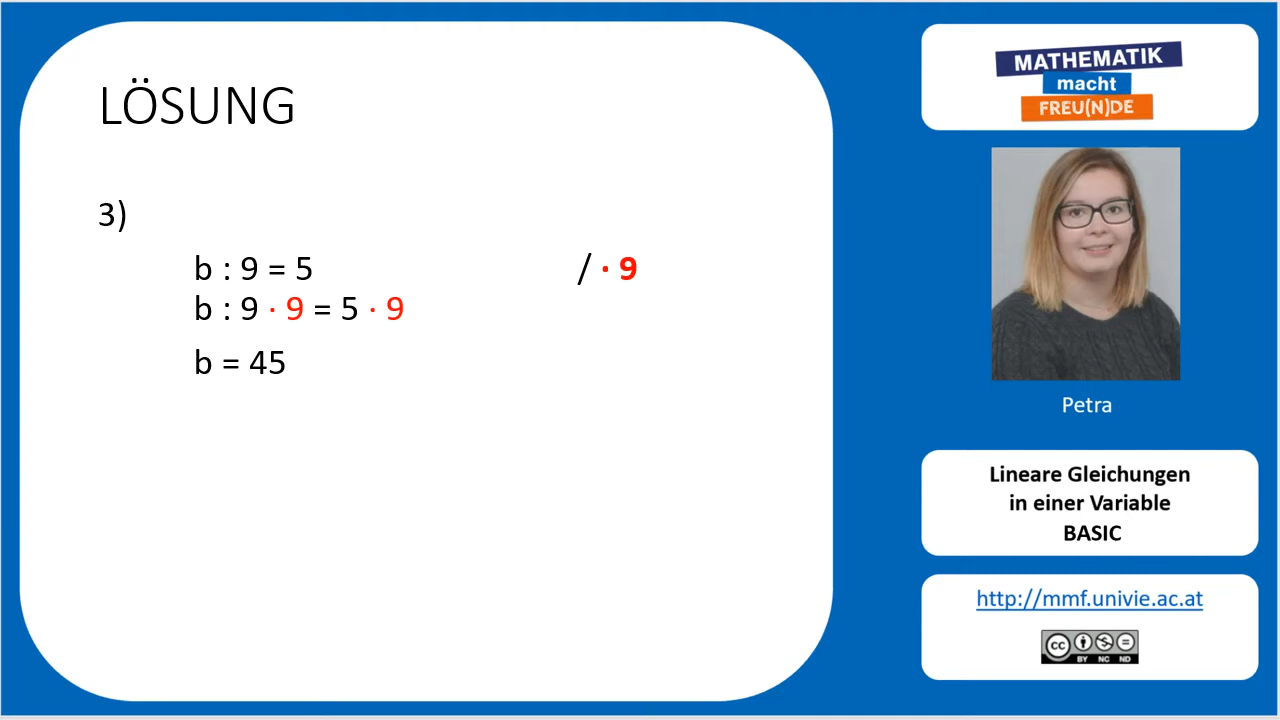 LÖSUNG
3)
b : 9 = 5 / · 9
b : 9 · 9 = 5 · 9
b = 45
MATHEMATIK
macht
FREU(N)DE
Petra
Lineare Gleichungen
in einer Variable
BASIC
http://mmf.univie.ac.at
cc BY NC ND